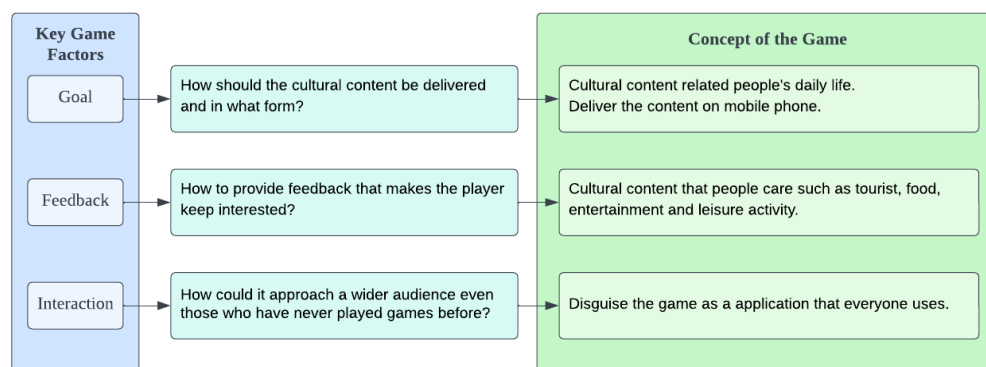 Key Game
Factors
Concept of the Game
Goal
How should the cultural content be delivered
and in what form?
Cultural content related people's daily life.
Deliver the content on mobile phone.
Feedback
How to provide feedback that makes the player
keep interested?
Cultural content that people care such as tourist, food,
entertainment and leisure activity.
Interaction
How could it approach a wider audience even
those who have never played games before?
Disguise the game as a application that everyone uses.